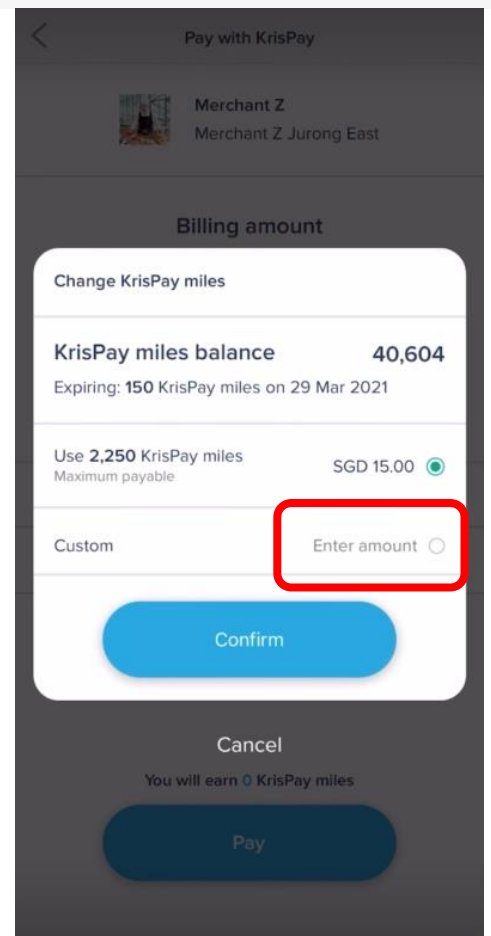 Pay with KrisPay
Merchant Z
Merchant Z Jurong East
Billing amount
Change KrisPay miles
KrisPay miles balance 40,604
Expiring: 150 KrisPay miles on 29 Mar 2021
Use 2,250 KrisPay miles SGD 15.00
Maximum payable
Custom Enter amount
Confirm
Cancel
You will earn 0 KrisPay miles
Pay